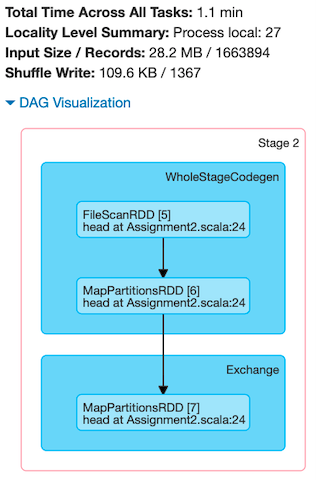 Total Time Across All Tasks: 1.1 min
Locality Level Summary: Process local: 27
Input Size / Records: 28.2 MB / 1663894
Shuffle Write: 109.6 KB / 1367
DAG Visualization
Stage 2
WholeStageCodegen
FileScanRDD [5]
head at Assignment2.scala:24
MapPartitionsRDD [6]
head at Assignment2.scala:24
Exchange
MapPartitionsRDD [7]
head at Assignment2.scala:24